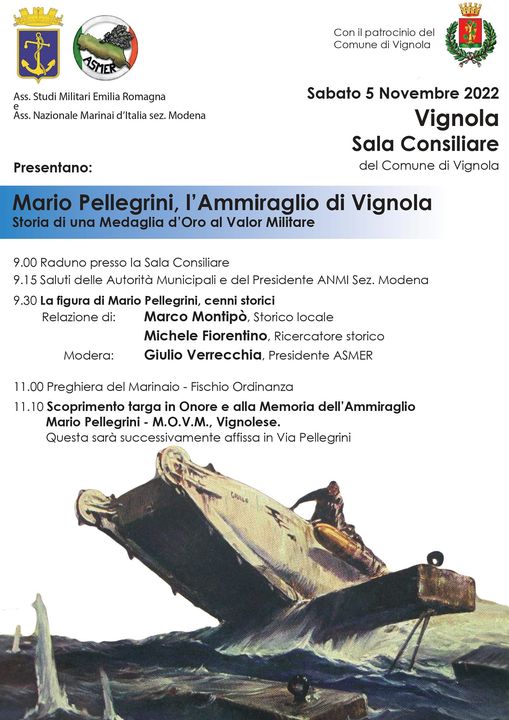 ASMER
Con il patrocinio del
Comune di Vignola
Ass. Studi Militari Emilia Romagna
e
Ass. Nazionale Marinai d'Italia sez. Modena
Sabato 5 Novembre 2022
Vignola
Sala Consiliare
del Comune di Vignola
Presentano:
Mario Pellegrini, l'Ammiraglio di Vignola
Storia di una Medaglia d'Oro al Valor Militare
9.00 Raduno presso la Sala Consiliare
9.15 Saluti delle Autorità Municipali e del Presidente ANMI Sez. Modena
9.30 La figura di Mario Pellegrini, cenni storici
Relazione di: Marco Montipò, Storico locale
Michele Fiorentino, Ricercatore storico
Modera: Giulio Verrecchia, Presidente ASMER
11.00 Preghiera del Marinaio - Fischio Ordinanza
11.10 Scoprimento targa in Onore e alla Memoria dell'Ammiraglio
Mario Pellegrini - M.O.V.M., Vignolese.
Questa sarà successivamente affissa in Via Pellegrini